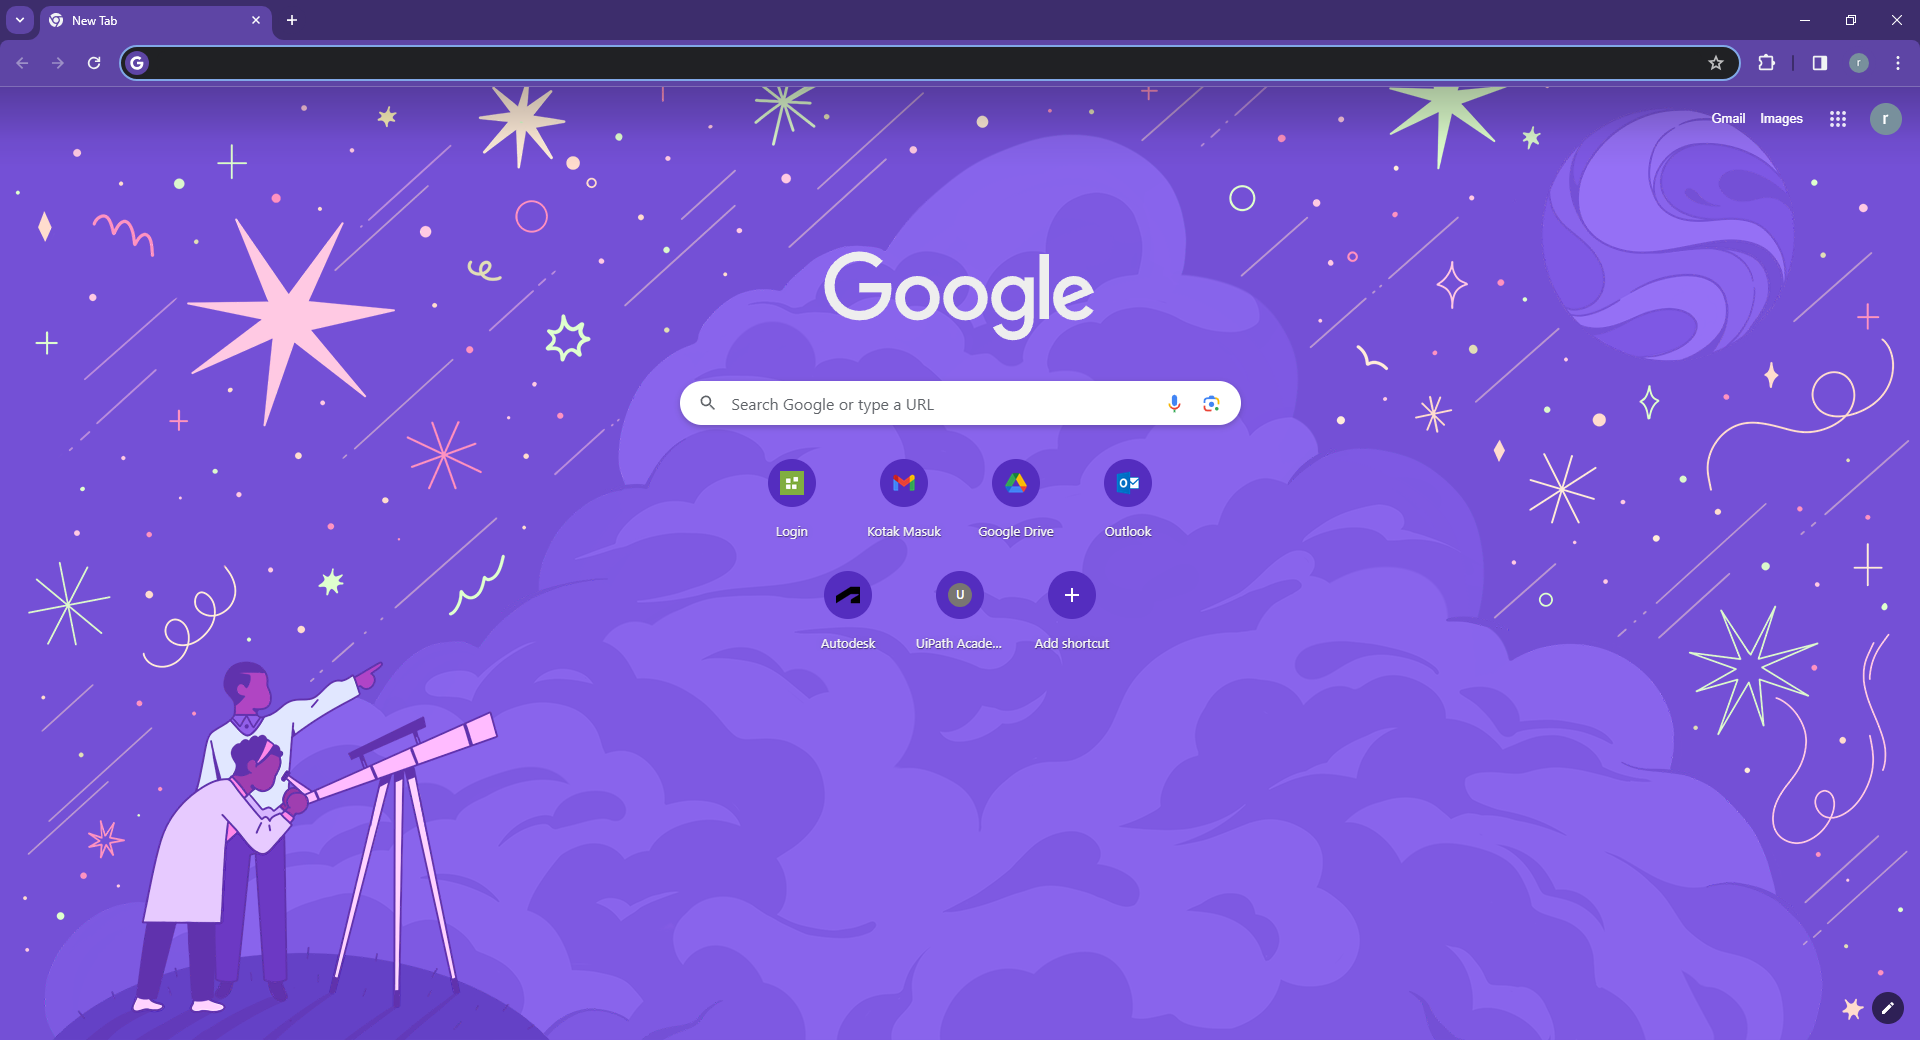 New Tab
Gmail Images
r
r
Google
Search Google or type a URL
Login
Kotak Masuk
Google Drive
Outlook
Autodesk
U
UiPath Acade...
Add shortcut